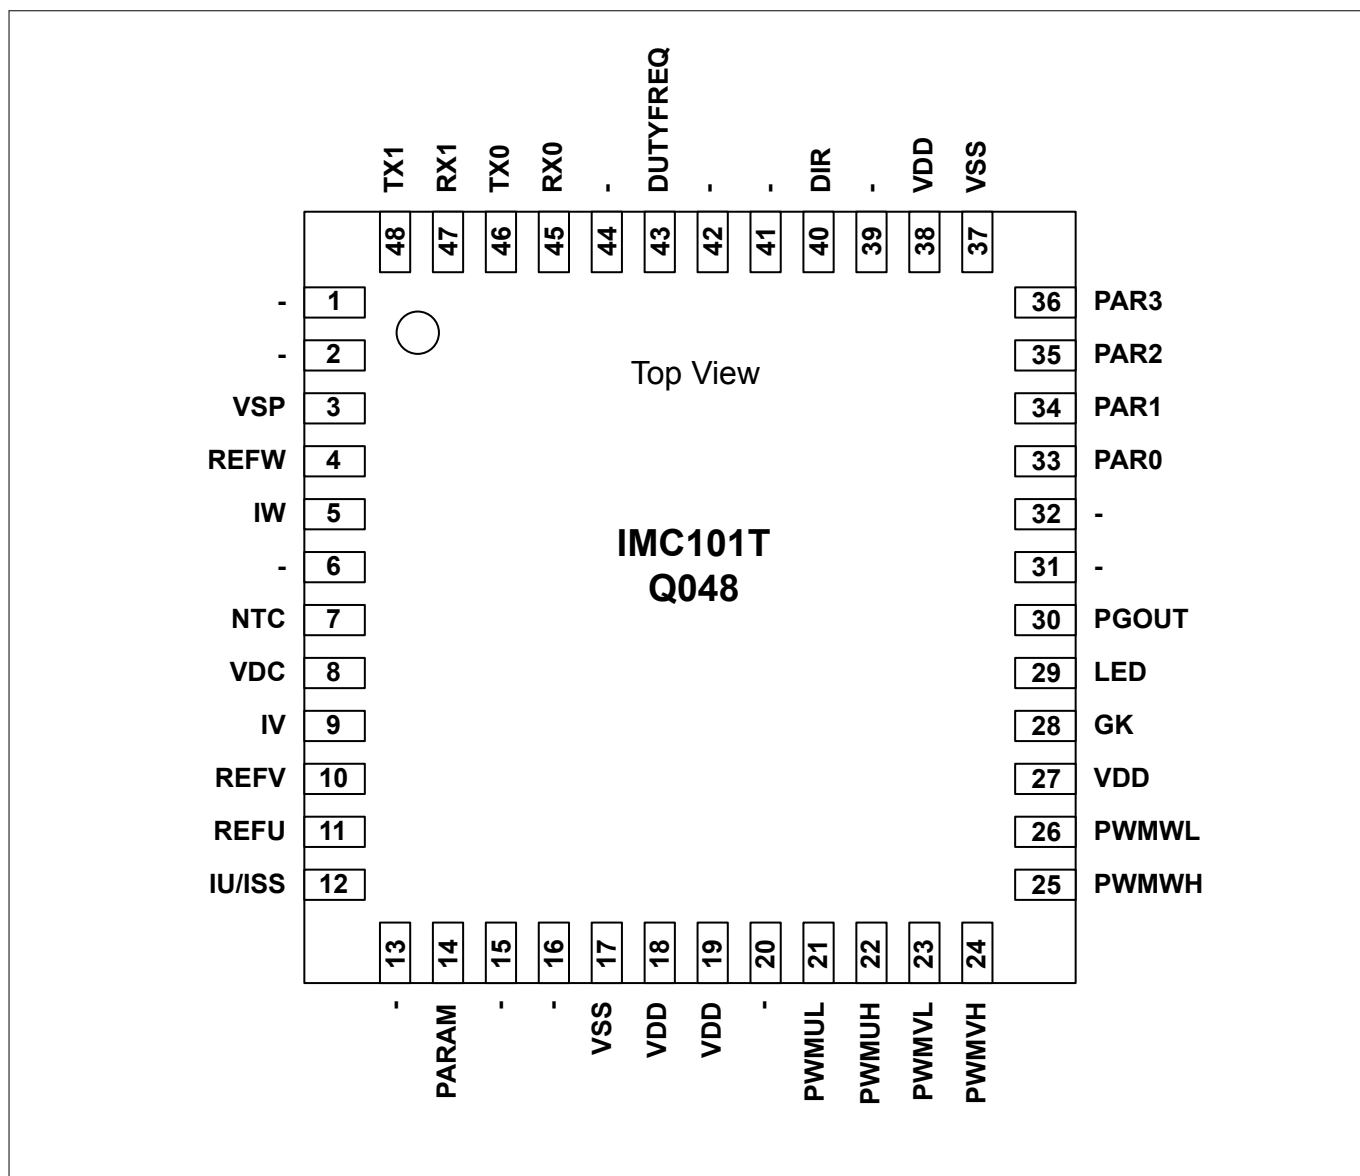 TX1 RX1 TX0 RX0 - DUTYFREQ - - DIR - VDD VSS
48 47 46 45 44 43 42 41 40 39 38 37
- 1 36 PAR3
- 2 35 PAR2
Top View
VSP 3 34 PAR1
REFW 4 33 PAR0
IW 5 32 -
IMC101T
- 6 31 -
Q048
NTC 7 30 PGOUT
VDC 8 29 LED
IV 9 28 GK
REFV 10 27 VDD
REFU 11 26 PWMWL
IU/ISS 12 25 PWMWH
13 14 15 16 17 18 19 20 21 22 23 24
- PARAM - - VSS VDD VDD - PWMUL PWMUH PWMVL PWMVH